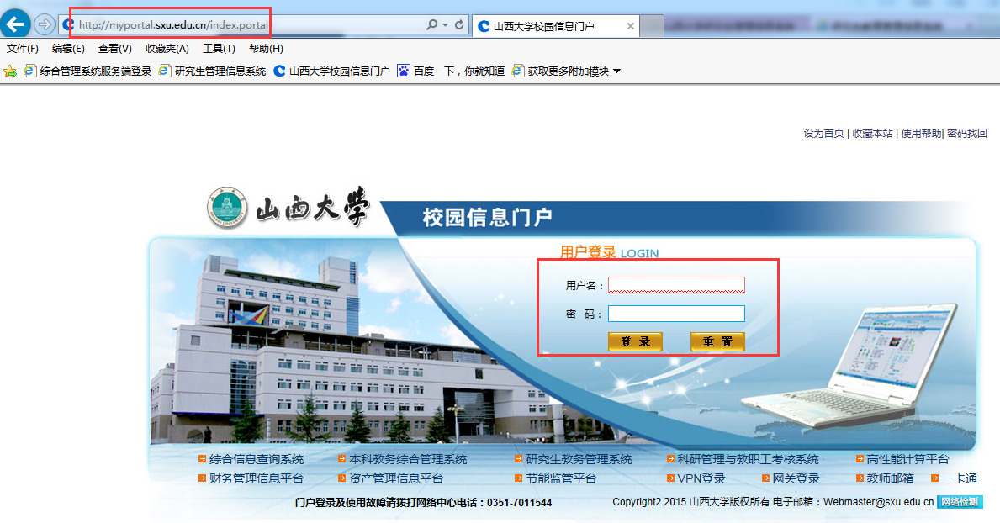 http://myportal.sxu.edu.cn/index.portal
山西大学校园信息门户
文件(F) 编辑(E) 查看(V) 收藏夹(A) 工具(T) 帮助(H)
综合管理系统服务端登录 研究生管理信息系统 山西大学校园信息门户 百度一下，你就知道 获取更多附加模块
设为首页 | 收藏本站 | 使用帮助| 密码找回
山西大学 校园信息门户
用户登录 LOGIN
用户名：
密 码：
登 录 重 置
综合信息查询系统 本科教务综合管理系统 研究生教务管理系统 科研管理与教职工考核系统 高性能计算平台
财务管理信息平台 资产管理信息平台 节能监管平台 VPN登录 网关登录 教师邮箱 一卡通
门户登录及使用故障请拨打网络中心电话：0351-7011544 Copyright2 2015 山西大学版权所有 电子邮箱：Webmaster@sxu.edu.cn 网络检测